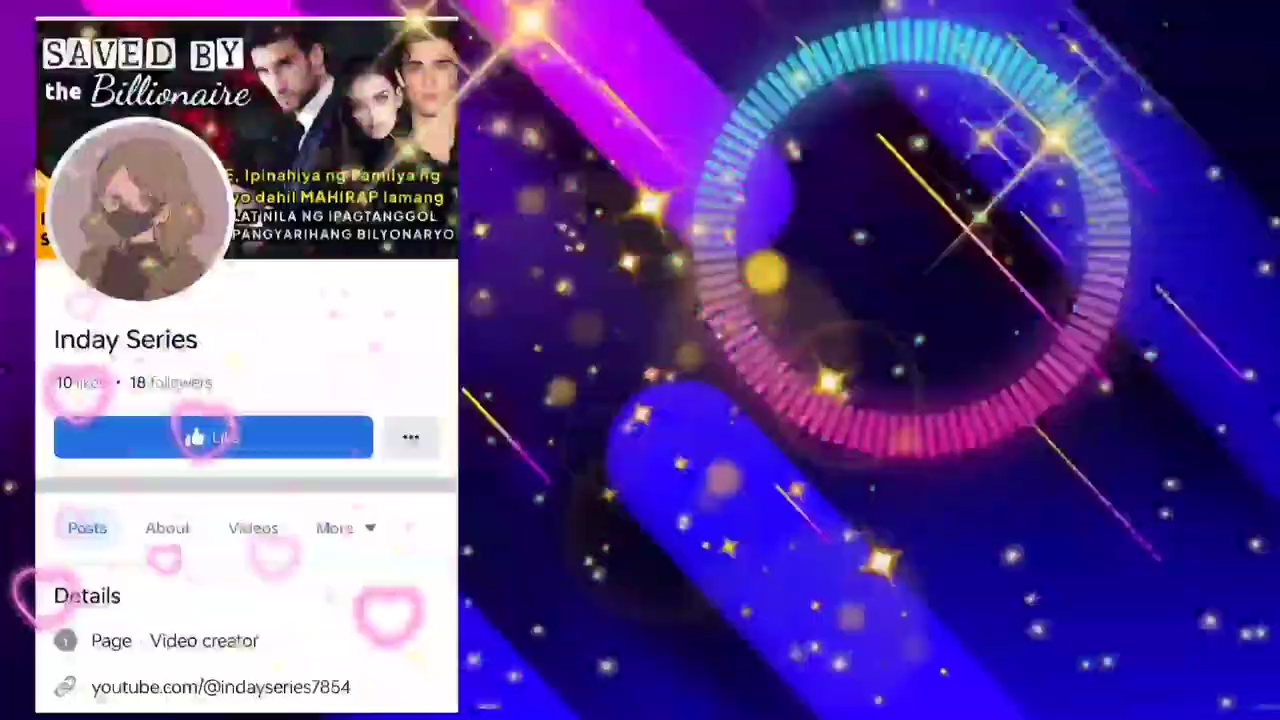 SAVED BY
the Billionaire
Ipinahiya ng Pamilya ng
yo dahil MAHIRAP lamang
NILA NG IPAGTANGGOL
PANGYARIHANG BILYONARYO
Inday Series
10 likes • 18 followers
Like
Posts About Videos More
Details
Page Video creator
youtube.com/@indayseries7854